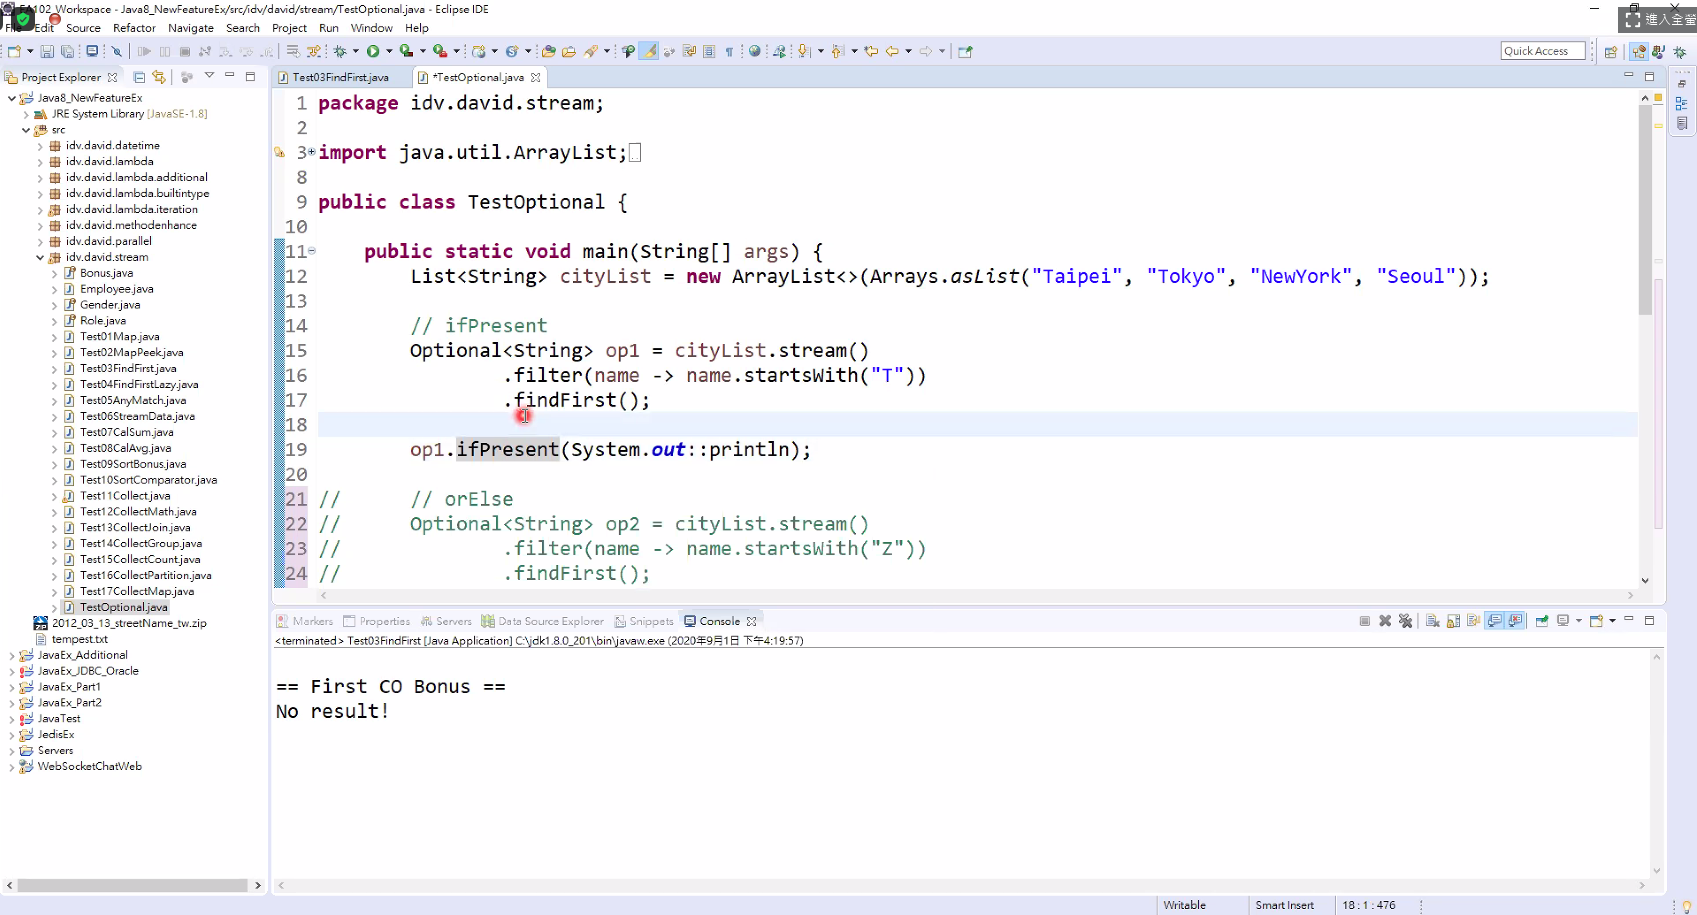 FA102_Workspace - Java8_NewFeatureEx/src/idv/david/stream/TestOptional.java - Eclipse IDE
進入全螢
File Edit Source Refactor Navigate Search Project Run Window Help
Quick Access
Project Explorer
Java8_NewFeatureEx
JRE System Library [JavaSE-1.8]
src
idv.david.datetime
idv.david.lambda
idv.david.lambda.additional
idv.david.lambda.builtintype
idv.david.lambda.iteration
idv.david.methodenhance
idv.david.parallel
idv.david.stream
Bonus.java
Employee.java
Gender.java
Role.java
Test01Map.java
Test02MapPeek.java
Test03FindFirst.java
Test04FindFirstLazy.java
Test05AnyMatch.java
Test06StreamData.java
Test07CalSum.java
Test08CalAvg.java
Test09SortBonus.java
Test10SortComparator.java
Test11Collect.java
Test12CollectMath.java
Test13CollectJoin.java
Test14CollectGroup.java
Test15CollectCount.java
Test16CollectPartition.java
Test17CollectMap.java
TestOptional.java
2012_03_13_streetName_tw.zip
tempest.txt
JavaEx_Additional
JavaEx_JDBC_Oracle
JavaEx_Part1
JavaEx_Part2
JavaTest
JedisEx
Servers
WebSocketChatWeb
Test03FindFirst.java *TestOptional.java
1 package idv.david.stream;
2
3 import java.util.ArrayList;
8
9 public class TestOptional {
10
11 public static void main(String[] args) {
12 List<String> cityList = new ArrayList<>(Arrays.asList("Taipei", "Tokyo", "NewYork", "Seoul"));
13
14 // ifPresent
15 Optional<String> op1 = cityList.stream()
16 .filter(name -> name.startsWith("T"))
17 .findFirst();
18
19 op1.ifPresent(System.out::println);
20
21 // // orElse
22 // Optional<String> op2 = cityList.stream()
23 // .filter(name -> name.startsWith("Z"))
24 // .findFirst();
Markers Properties Servers Data Source Explorer Snippets Console
<terminated> Test03FindFirst [Java Application] C:\jdk1.8.0_201\bin\javaw.exe (2020年9月1日 下午4:19:57)
== First CO Bonus ==
No result!
Writable Smart Insert 18 : 1 : 476